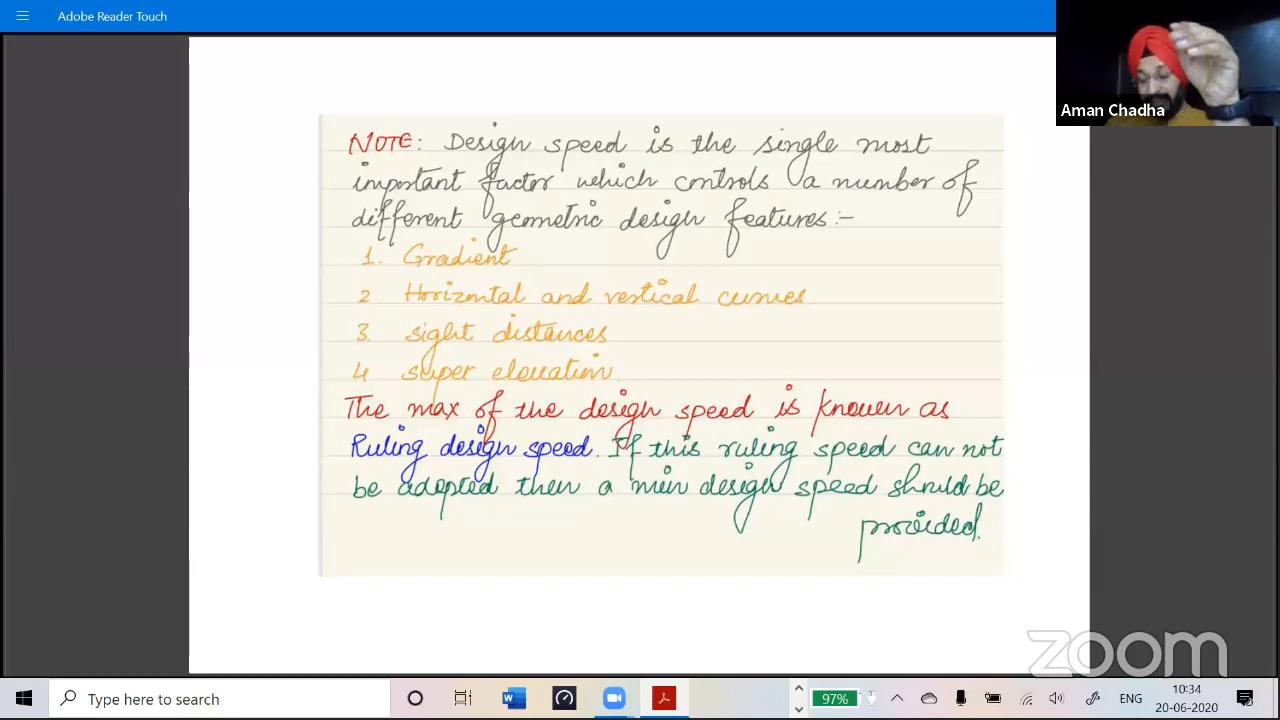 Adobe Reader Touch
Aman Chadha
NOTE: Design speed is the single most
important factor which controls a number of
different geometric design features:-
1. Gradient
2. Horizontal and vertical curves
3. sight distances
4. super elevation.
The max of the design speed is known as
Ruling design speed. If this ruling speed can not
be adopted then a min design speed should be
provided.
zoom
Type here to search
97%
ENG
10:34
20-06-2020